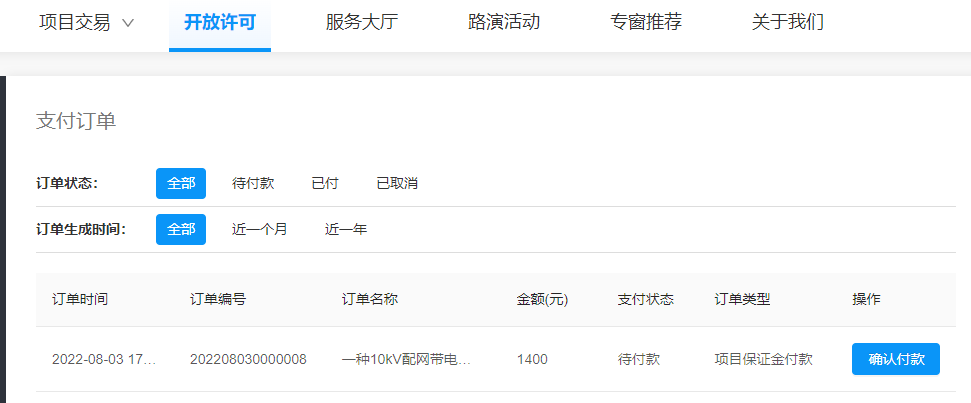 项目交易 开放许可 服务大厅 路演活动 专窗推荐 关于我们
支付订单
订单状态: 全部 待付款 已付 已取消
订单生成时间: 全部 近一个月 近一年
订单时间 订单编号 订单名称 金额(元) 支付状态 订单类型 操作
2022-08-03 17... 202208030000008 一种10kV配网带电... 1400 待付款 项目保证金付款 确认付款